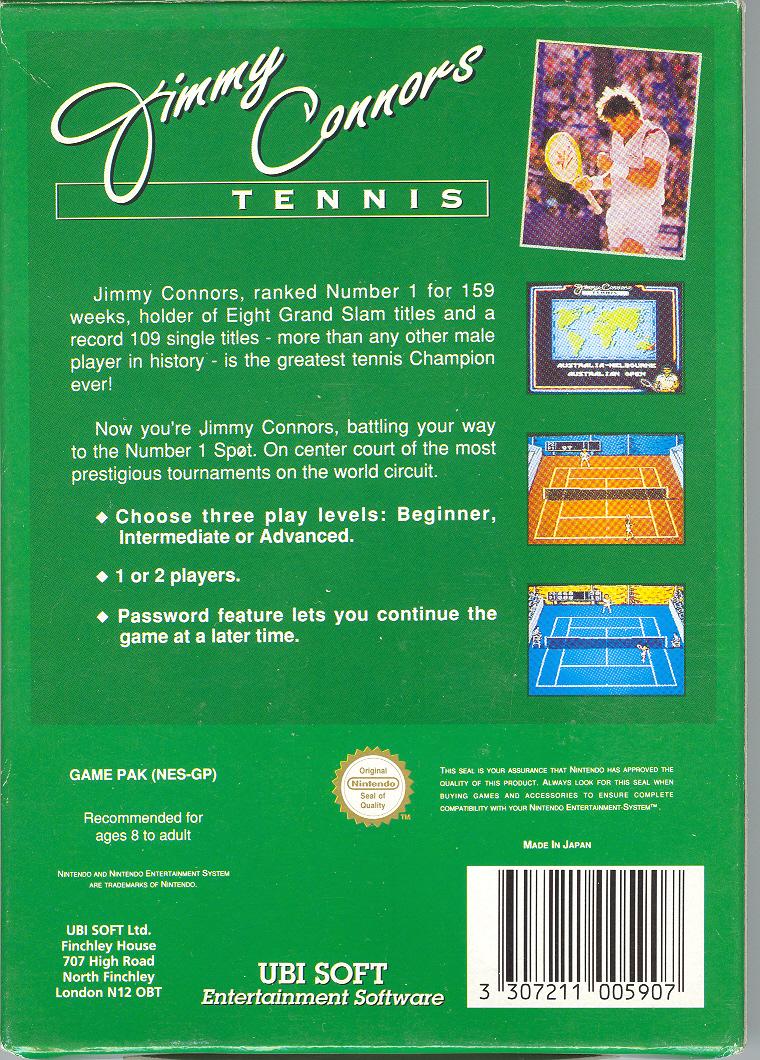 Jimmy
Connors
TENNIS
Jimmy Connors, ranked Number 1 for 159
weeks, holder of Eight Grand Slam titles and a
record 109 single titles - more than any other male
player in history - is the greatest tennis Champion
ever!
Now you're Jimmy Connors, battling your way
to the Number 1 Spot. On center court of the most
prestigious tournaments on the world circuit.
◆ Choose three play levels: Beginner,
Intermediate or Advanced.
◆ 1 or 2 players.
◆ Password feature lets you continue the
game at a later time.
Jimmy Connors
TENNIS
AUSTRALIA-MELBOURNE
AUSTRALIAN OPEN
GAME PAK (NES-GP)
Recommended for
ages 8 to adult
NINTENDO AND NINTENDO ENTERTAINMENT SYSTEM
ARE TRADEMARKS OF NINTENDO.
UBI SOFT Ltd.
Finchley House
707 High Road
North Finchley
London N12 OBT
Original
Nintendo
Seal of
Quality
TM
THIS SEAL IS YOUR ASSURANCE THAT NINTENDO HAS APPROVED THE
QUALITY OF THIS PRODUCT. ALWAYS LOOK FOR THIS SEAL WHEN
BUYING GAMES AND ACCESSORIES TO ENSURE COMPLETE
COMPATIBILITY WITH YOUR NINTENDO ENTERTAINMENT SYSTEM™.
MADE IN JAPAN
UBI SOFT
Entertainment Software
3 307211 005907